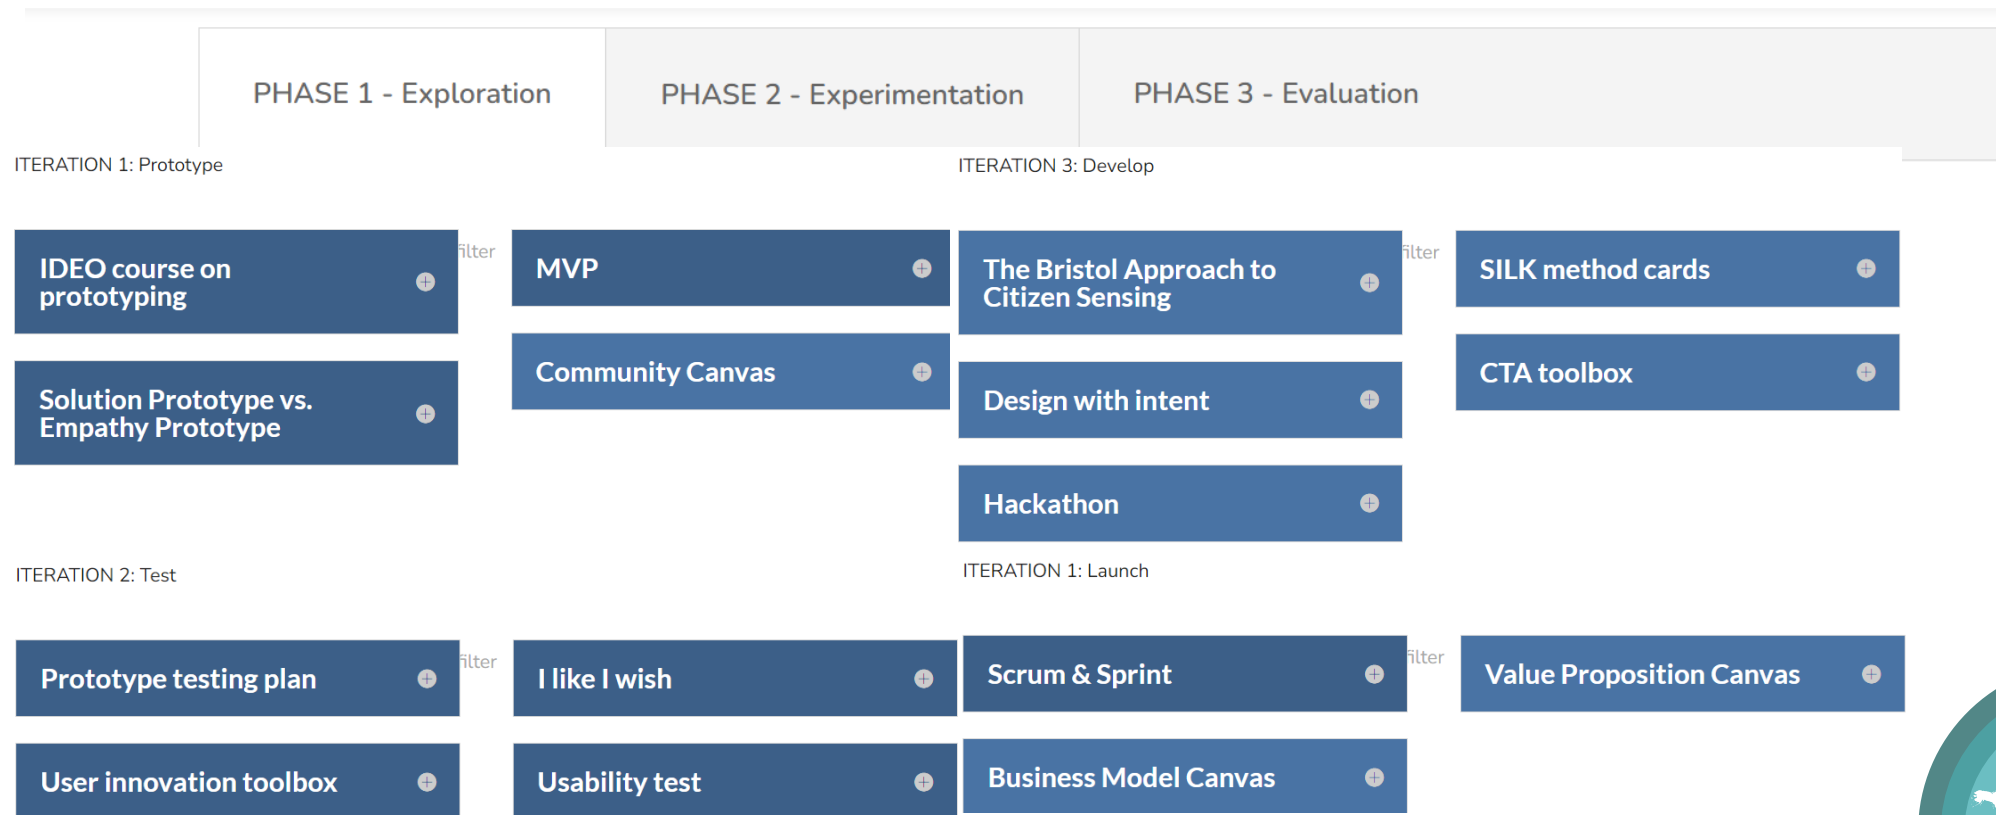 PHASE 1 - Exploration
PHASE 2 - Experimentation
PHASE 3 - Evaluation
ITERATION 1: Prototype
IDEO course on
prototyping
filter
MVP
Solution Prototype vs.
Empathy Prototype
Community Canvas
ITERATION 3: Develop
The Bristol Approach to
Citizen Sensing
filter
SILK method cards
Design with intent
CTA toolbox
Hackathon
ITERATION 2: Test
Prototype testing plan
filter
I like I wish
User innovation toolbox
Usability test
ITERATION 1: Launch
Scrum & Sprint
filter
Value Proposition Canvas
Business Model Canvas